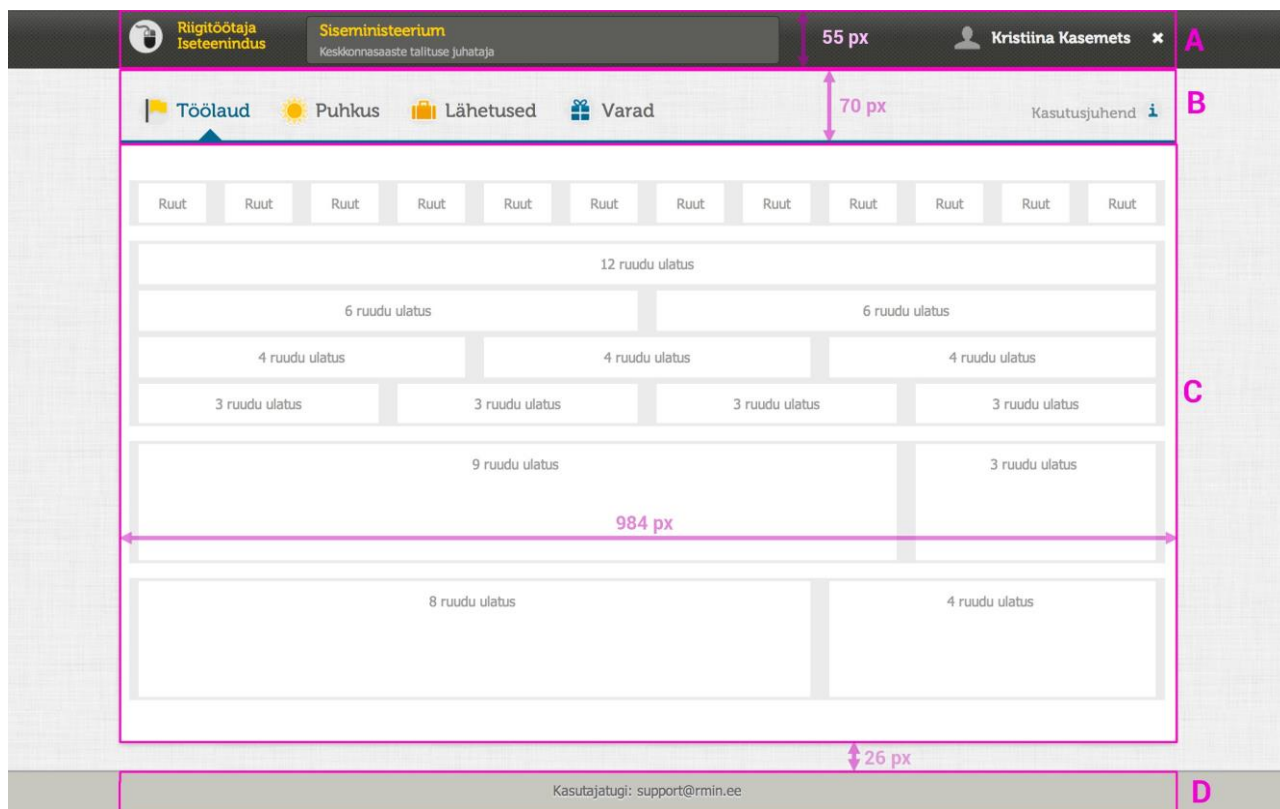 Riigitöötaja
Iseteenindus
Siseministeerium
Keskkonnasaaste talituse juhataja
55 px
Kristiina Kasemets ×
A
Töölaud
Puhkus
Lähetused
Varad
70 px
Kasutusjuhend i
B
Ruut Ruut Ruut Ruut Ruut Ruut Ruut Ruut Ruut Ruut Ruut Ruut
12 ruudu ulatus
6 ruudu ulatus 6 ruudu ulatus
4 ruudu ulatus 4 ruudu ulatus 4 ruudu ulatus
3 ruudu ulatus 3 ruudu ulatus 3 ruudu ulatus 3 ruudu ulatus
C
9 ruudu ulatus 3 ruudu ulatus
984 px
8 ruudu ulatus 4 ruudu ulatus
26 px
Kasutajatugi: support@rmin.ee
D